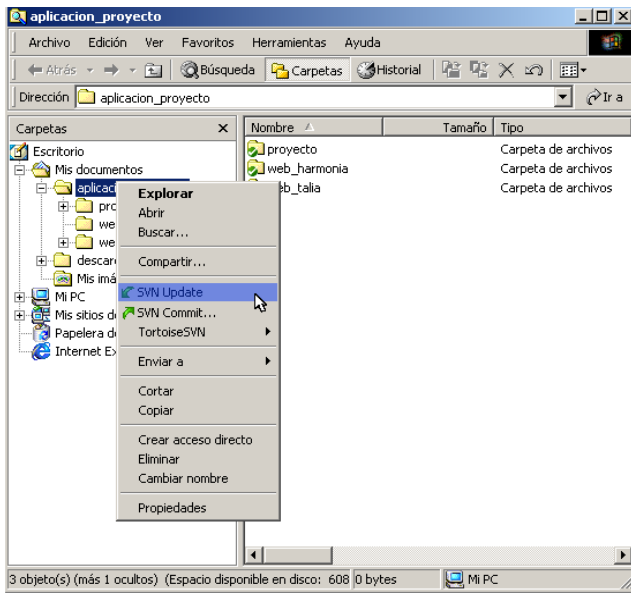 aplicacion_proyecto
Archivo Edición Ver Favoritos Herramientas Ayuda
Atrás Búsqueda Carpetas Historial
Dirección aplicacion_proyecto Ir a
Carpetas
Nombre Tamaño Tipo
Escritorio
Mis documentos
aplicaci
pro
we
we
descar
Mis imá
Mi PC
Mis sitios d
Papelera d
Internet Ex
proyecto Carpeta de archivos
web_harmonia Carpeta de archivos
eb_talia Carpeta de archivos
Explorar
Abrir
Buscar...
Compartir...
SVN Update
SVN Commit...
TortoiseSVN
Enviar a
Cortar
Copiar
Crear acceso directo
Eliminar
Cambiar nombre
Propiedades
3 objeto(s) (más 1 ocultos) (Espacio disponible en disco: 608 0 bytes Mi PC